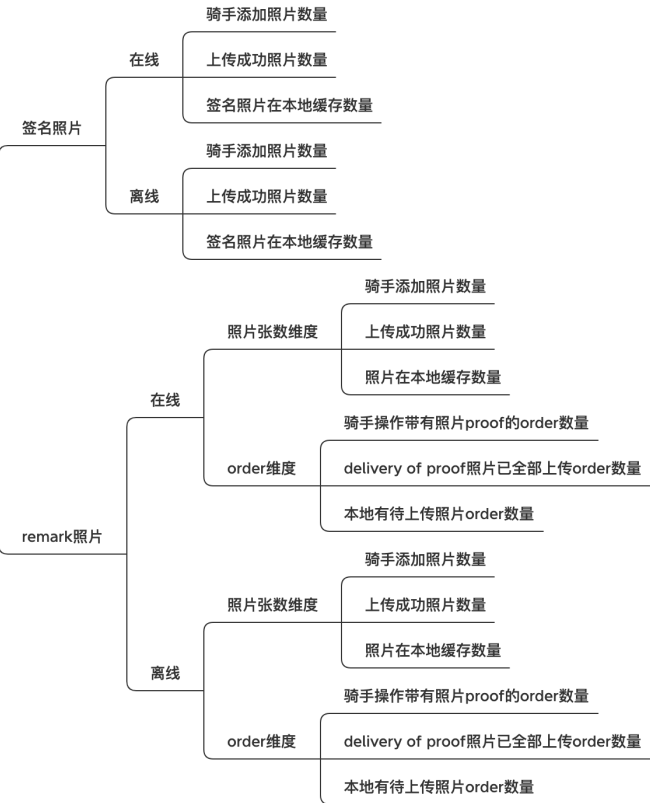 骑手添加照片数量
在线
上传成功照片数量
签名照片在本地缓存数量
签名照片
骑手添加照片数量
离线
上传成功照片数量
签名照片在本地缓存数量
骑手添加照片数量
照片张数维度
上传成功照片数量
照片在本地缓存数量
在线
骑手操作带有照片proof的order数量
order维度
delivery of proof照片已全部上传order数量
本地有待上传照片order数量
remark照片
骑手添加照片数量
照片张数维度
上传成功照片数量
照片在本地缓存数量
离线
骑手操作带有照片proof的order数量
order维度
delivery of proof照片已全部上传order数量
本地有待上传照片order数量